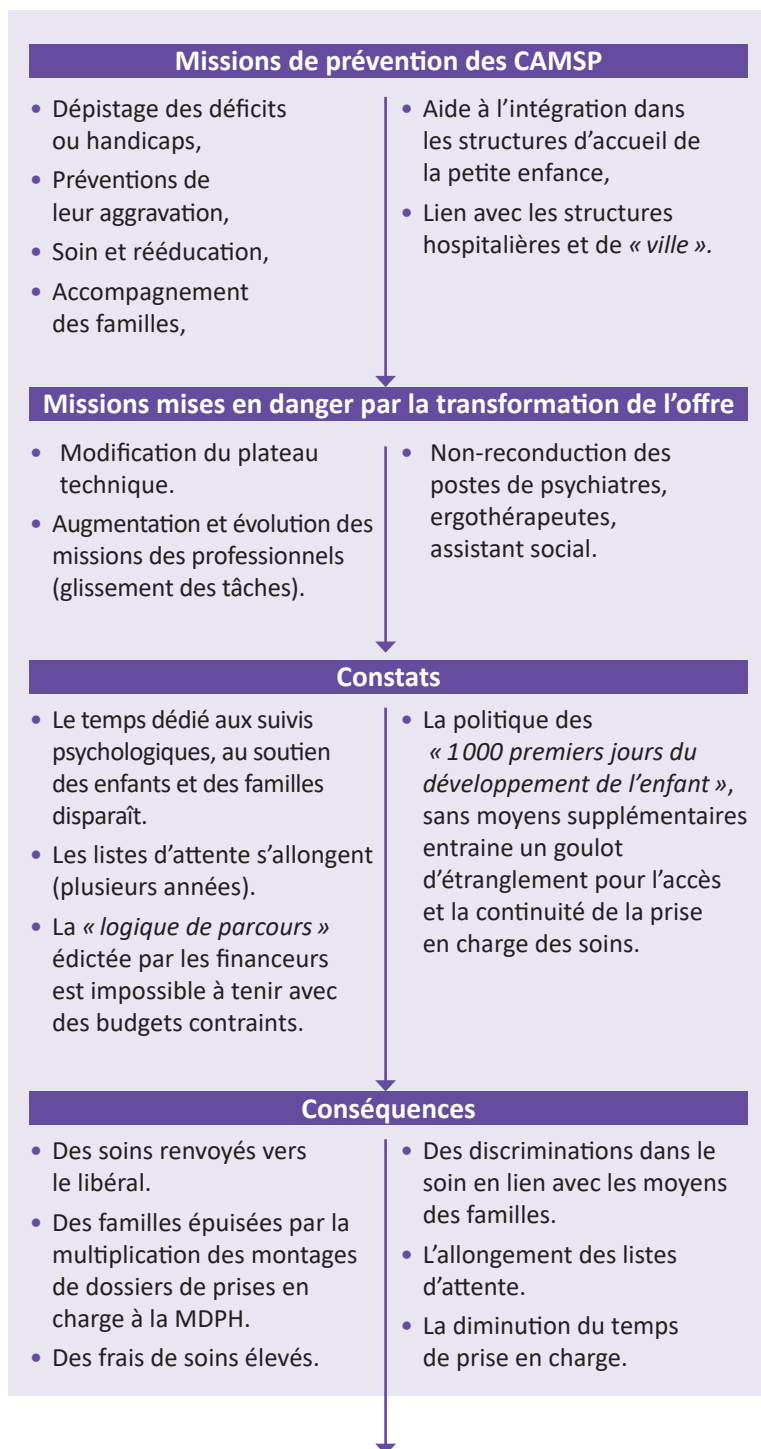 Missions de prévention des CAMSP
• Dépistage des déficits
ou handicaps,
• Préventions de
leur aggravation,
• Soin et rééducation,
• Accompagnement
des familles,
• Aide à l’intégration dans
les structures d’accueil de
la petite enfance,
• Lien avec les structures
hospitalières et de « ville ».
Missions mises en danger par la transformation de l’offre
• Modification du plateau
technique.
• Augmentation et évolution des
missions des professionnels
(glissement des tâches).
• Non-reconduction des
postes de psychiatres,
ergothérapeutes,
assistant social.
Constats
• Le temps dédié aux suivis
psychologiques, au soutien
des enfants et des familles
disparaît.
• Les listes d’attente s’allongent
(plusieurs années).
• La « logique de parcours »
édictée par les financeurs
est impossible à tenir avec
des budgets contraints.
• La politique des
« 1000 premiers jours du
développement de l’enfant »,
sans moyens supplémentaires
entraine un goulot
d’étranglement pour l’accès
et la continuité de la prise
en charge des soins.
Conséquences
• Des soins renvoyés vers
le libéral.
• Des familles épuisées par la
multiplication des montages
de dossiers de prises en
charge à la MDPH.
• Des frais de soins élevés.
• Des discriminations dans le
soin en lien avec les moyens
des familles.
• L’allongement des listes
d’attente.
• La diminution du temps
de prise en charge.